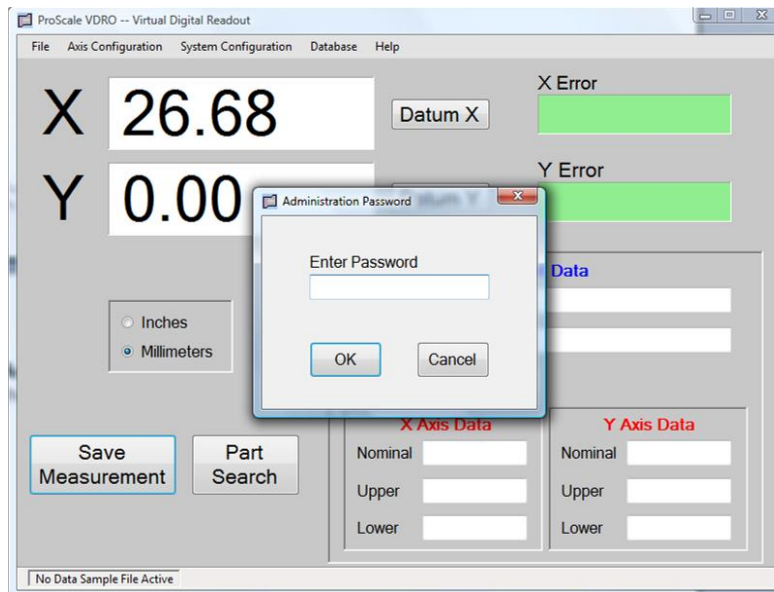 ProScale VDRO -- Virtual Digital Readout
File Axis Configuration System Configuration Database Help
X 26.68 Datum X
X Error
Y 0.00 Datum Y
Y Error
Administration Password
Enter Password
OK Cancel
Data
Inches
Millimeters
Save
Measurement
Part
Search
X Axis Data
Nominal
Upper
Lower
Y Axis Data
Nominal
Upper
Lower
No Data Sample File Active